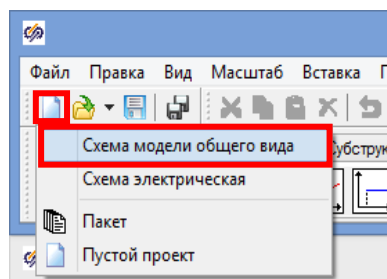 Файл Правка Вид Масштаб Вставка
Схема модели общего вида
Схема электрическая
Пакет
Пустой проект